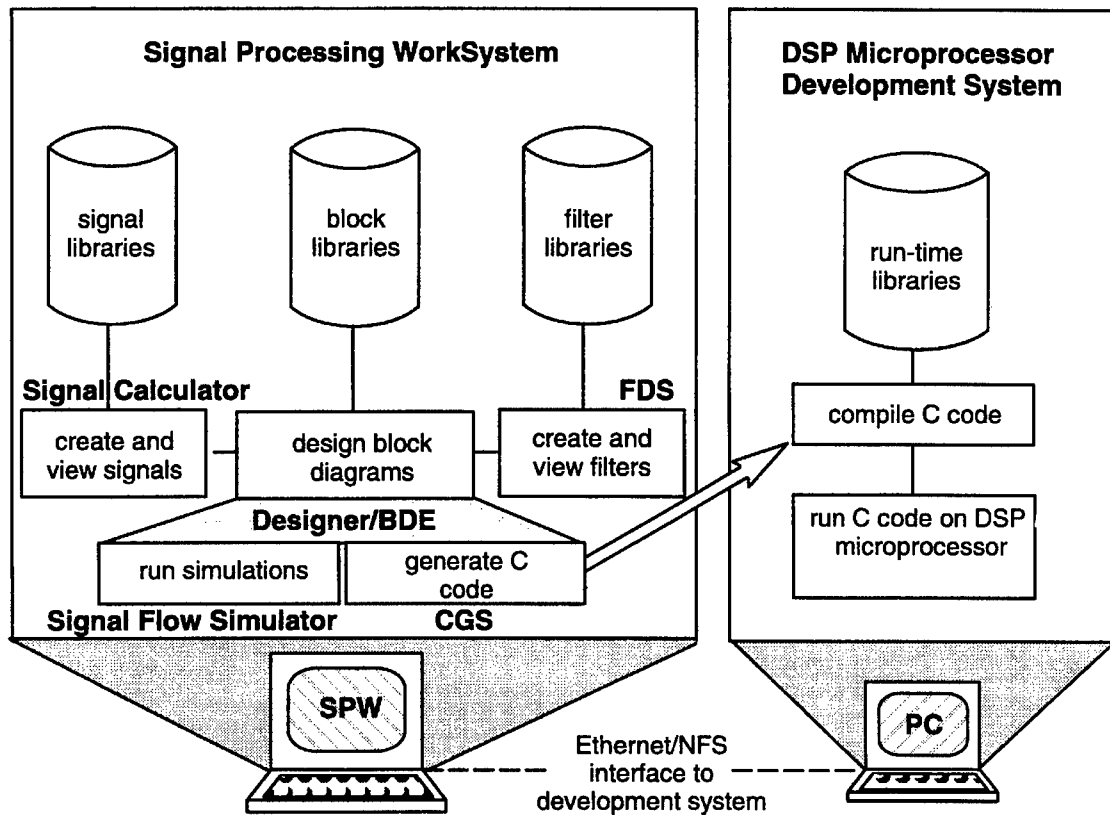 Signal Processing WorkSystem
signal
libraries
block
libraries
filter
libraries
Signal Calculator
FDS
create and
view signals
design block
diagrams
create and
view filters
Designer/BDE
run simulations
generate C
code
Signal Flow Simulator
CGS
SPW
DSP Microprocessor
Development System
run-time
libraries
compile C code
run C code on DSP
microprocessor
PC
Ethernet/NFS
interface to
development system